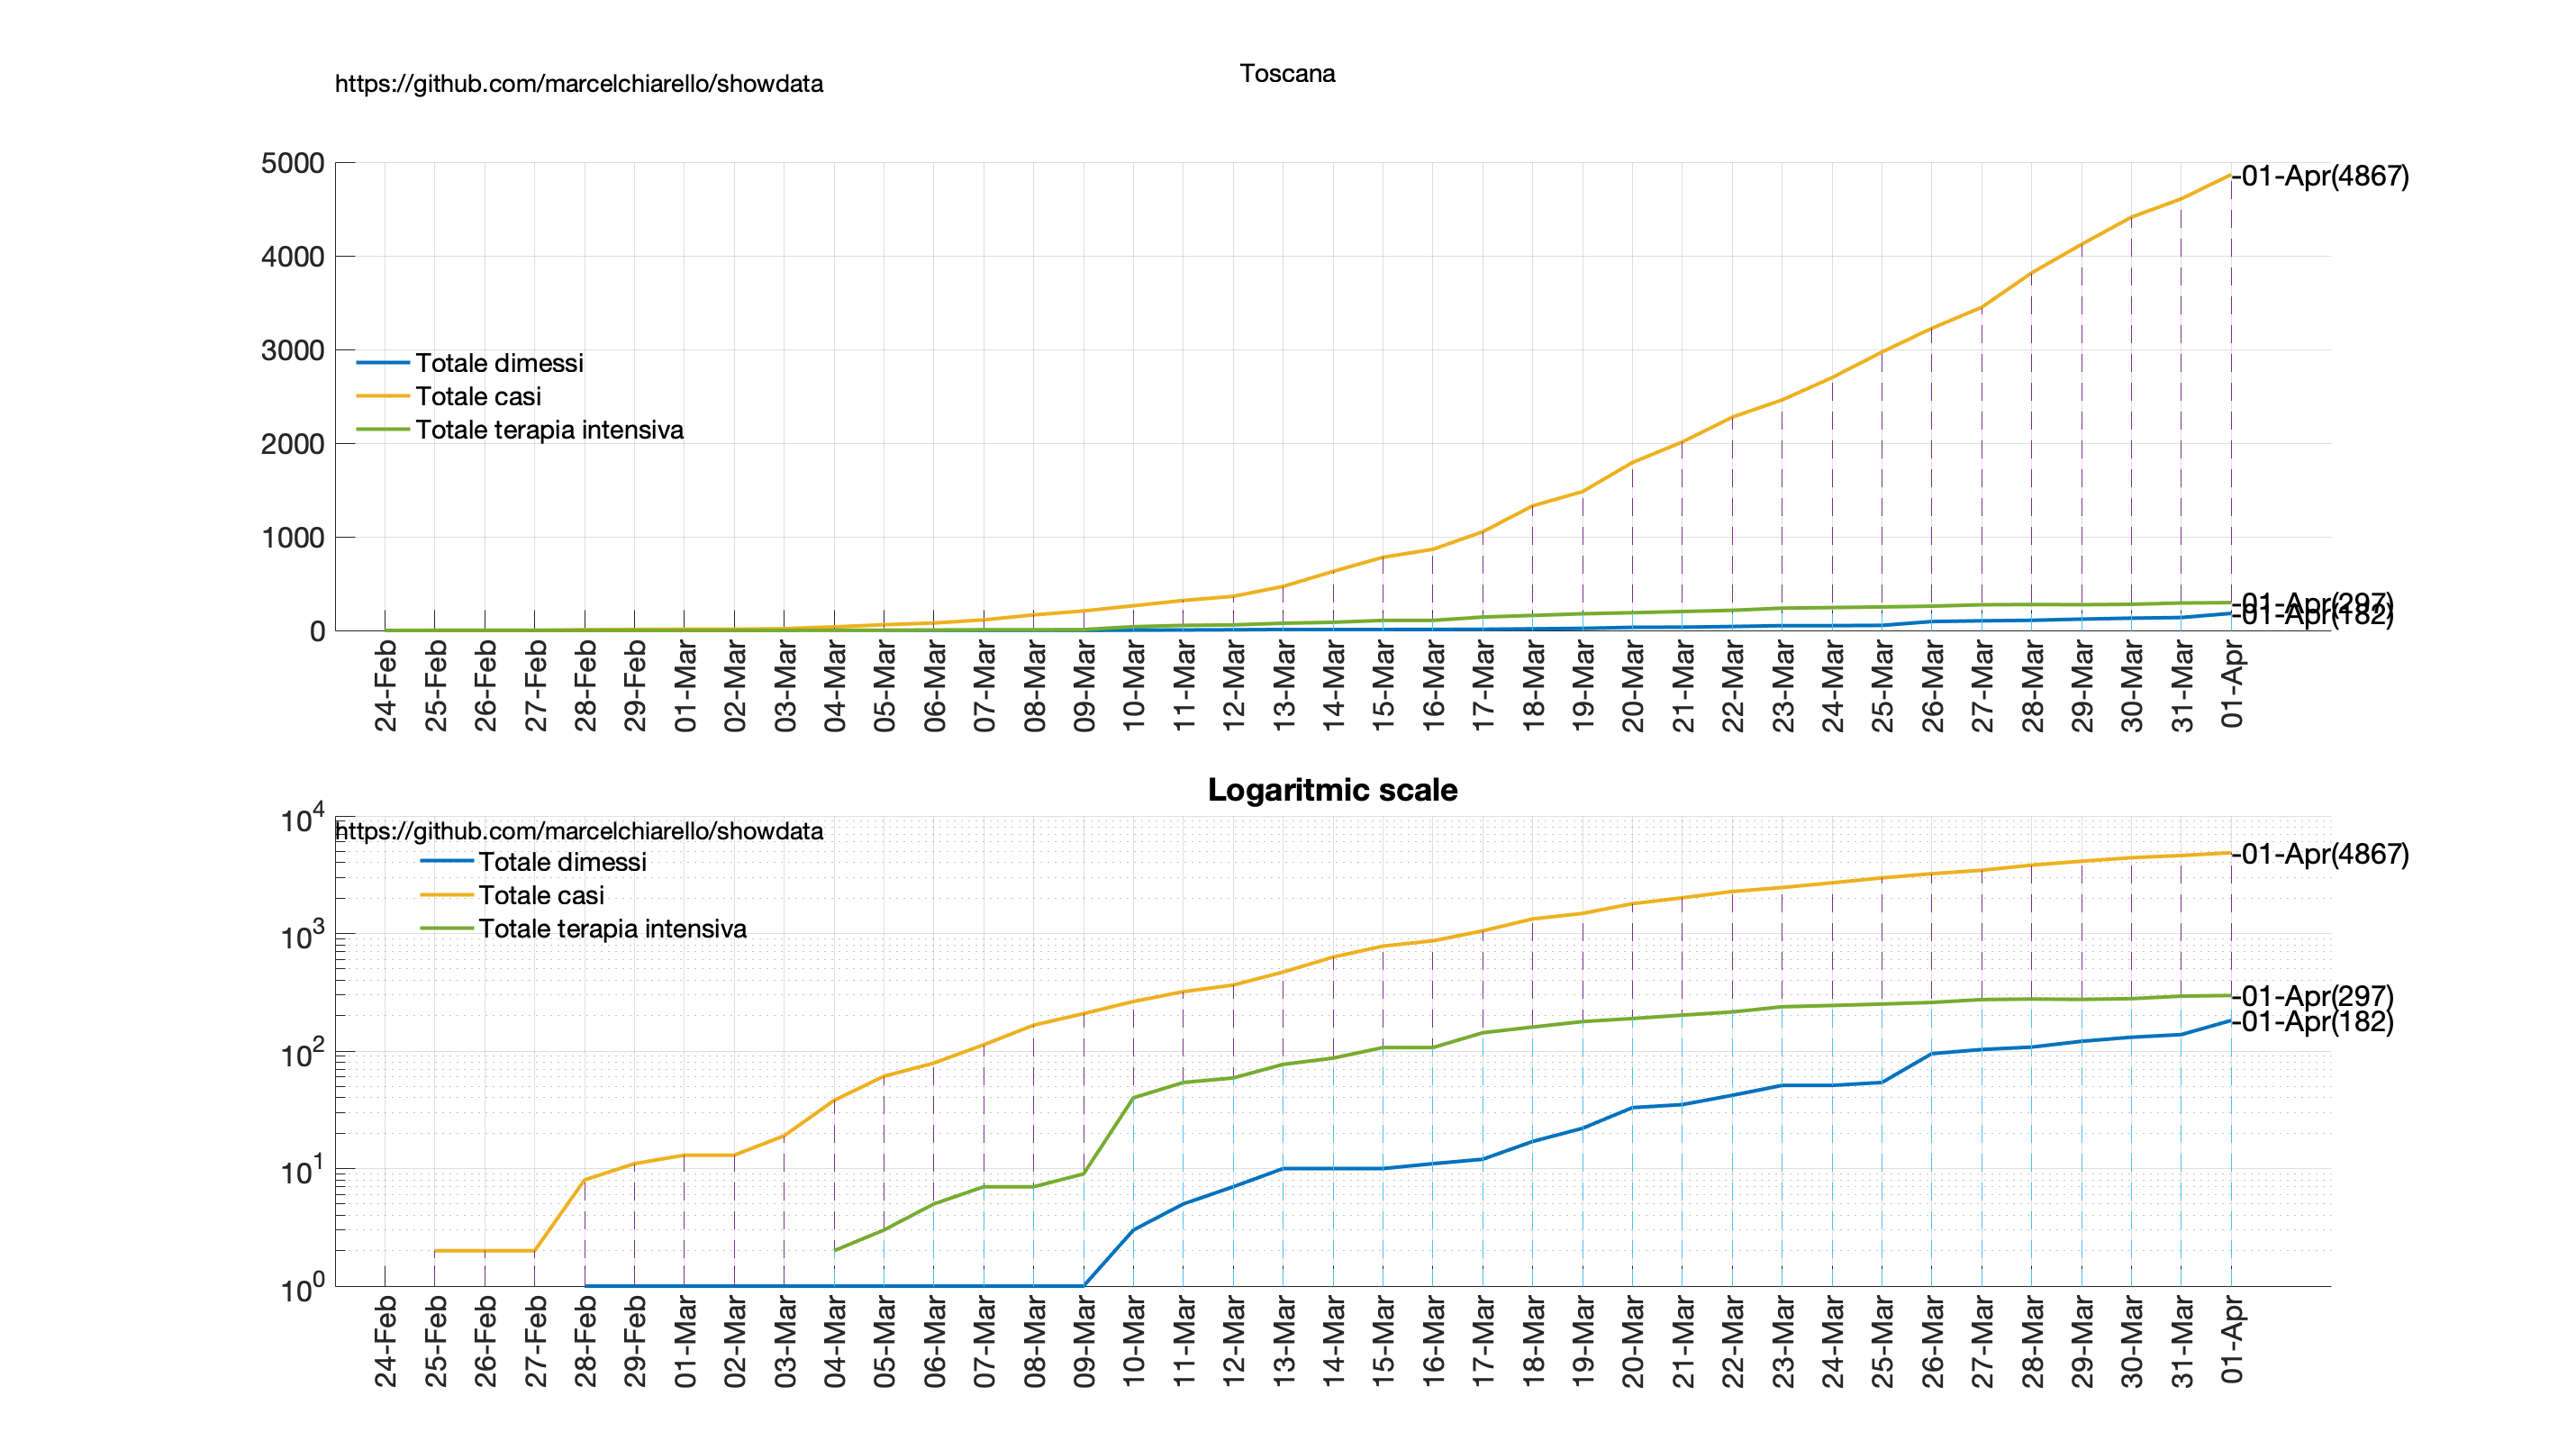 https://github.com/marcelchiarello/showdata
Toscana
5000
4000
3000
2000
1000
0
Totale dimessi
Totale casi
Totale terapia intensiva
-01-Apr(4867)
-01-Apr(297)
-01-Apr(182)
24-Feb
25-Feb
26-Feb
27-Feb
28-Feb
29-Feb
01-Mar
02-Mar
03-Mar
04-Mar
05-Mar
06-Mar
07-Mar
08-Mar
09-Mar
10-Mar
11-Mar
12-Mar
13-Mar
14-Mar
15-Mar
16-Mar
17-Mar
18-Mar
19-Mar
20-Mar
21-Mar
22-Mar
23-Mar
24-Mar
25-Mar
26-Mar
27-Mar
28-Mar
29-Mar
30-Mar
31-Mar
01-Apr
Logaritmic scale
10^4
10^3
10^2
10^1
10^0
https://github.com/marcelchiarello/showdata
Totale dimessi
Totale casi
Totale terapia intensiva
-01-Apr(4867)
-01-Apr(297)
-01-Apr(182)
24-Feb
25-Feb
26-Feb
27-Feb
28-Feb
29-Feb
01-Mar
02-Mar
03-Mar
04-Mar
05-Mar
06-Mar
07-Mar
08-Mar
09-Mar
10-Mar
11-Mar
12-Mar
13-Mar
14-Mar
15-Mar
16-Mar
17-Mar
18-Mar
19-Mar
20-Mar
21-Mar
22-Mar
23-Mar
24-Mar
25-Mar
26-Mar
27-Mar
28-Mar
29-Mar
30-Mar
31-Mar
01-Apr